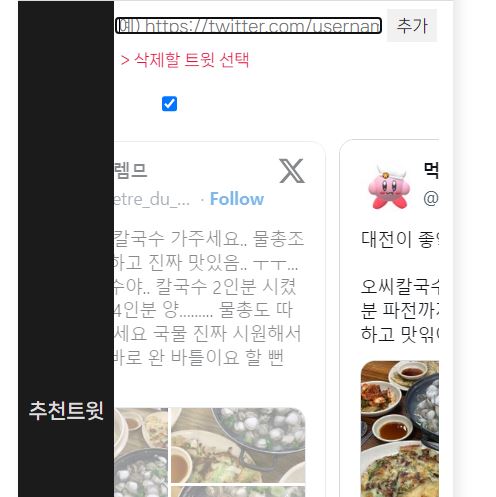 예) https://twitter.com/usernam
추가
> 삭제할 트윗 선택
렘므
etre_du_... · Follow
칼국수 가주세요.. 물총조
하고 진짜 맛있음.. ㅜㅜ...
수야.. 칼국수 2인분 시켰
4인분 양......... 물총도 따
세요 국물 진짜 시원해서
바로 완 바틀이요 할 뻔
먹
@
대전이 좋
오씨칼국수
분 파전까지
하고 맛있
추천트윗